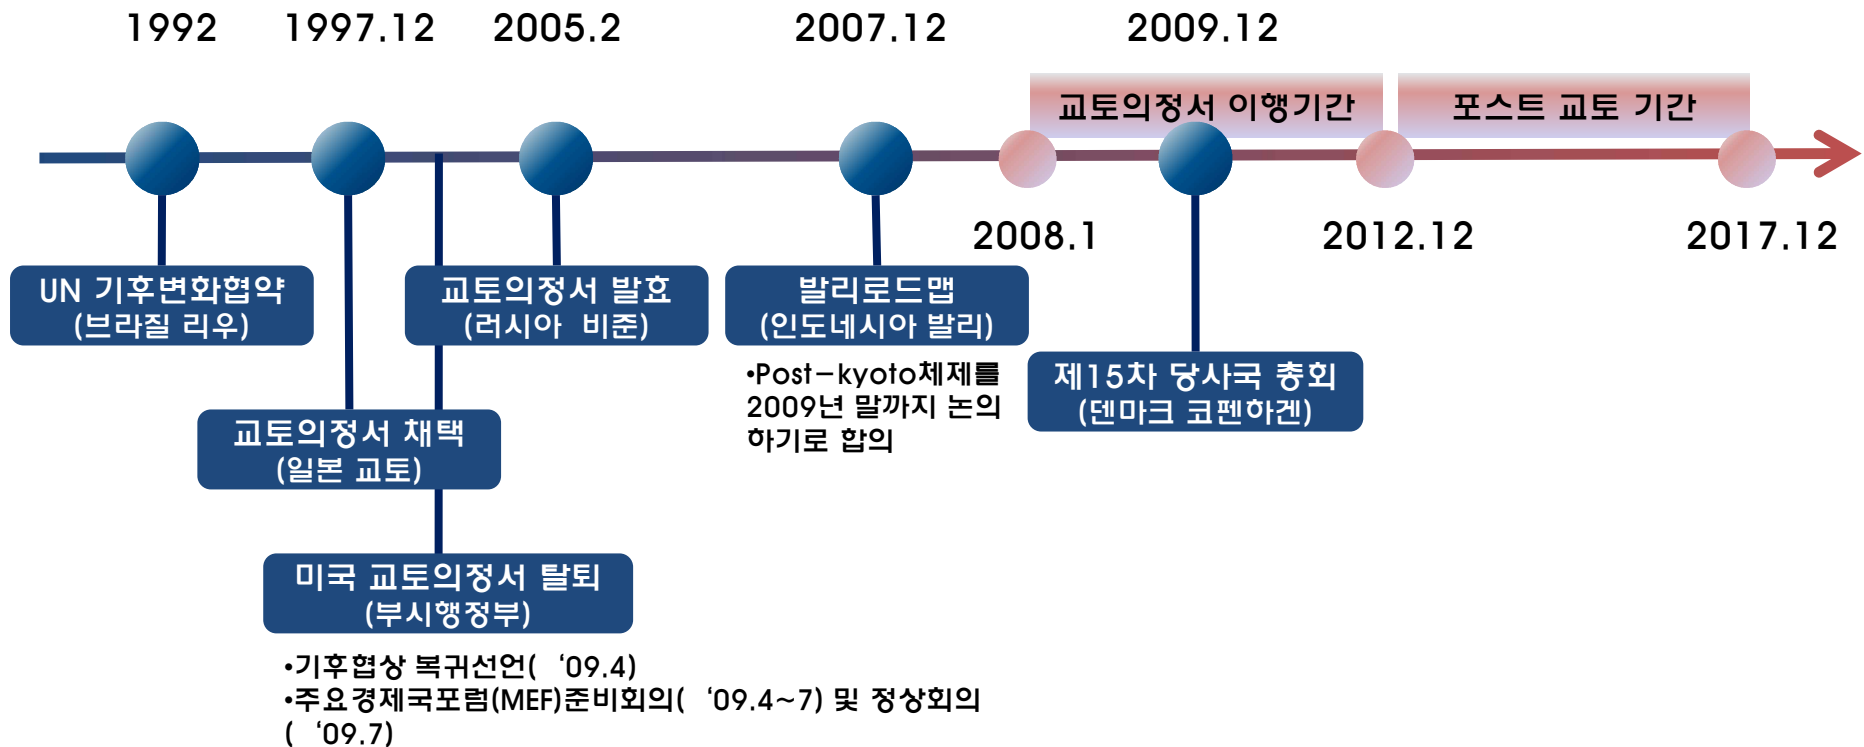 1992
1997.12
2005.2
2007.12
2009.12
교토의정서 이행기간
포스트 교토 기간
2008.1
2012.12
2017.12
UN 기후변화협약
(브라질 리우)
교토의정서 발효
(러시아 비준)
발리로드맵
(인도네시아 발리)
•Post-kyoto체제를
2009년 말까지 논의
하기로 합의
제15차 당사국 총회
(덴마크 코펜하겐)
교토의정서 채택
(일본 교토)
미국 교토의정서 탈퇴
(부시행정부)
•기후협상 복귀선언( ‘09.4)
•주요경제국포럼(MEF)준비회의( ‘09.4~7) 및 정상회의
( ‘09.7)